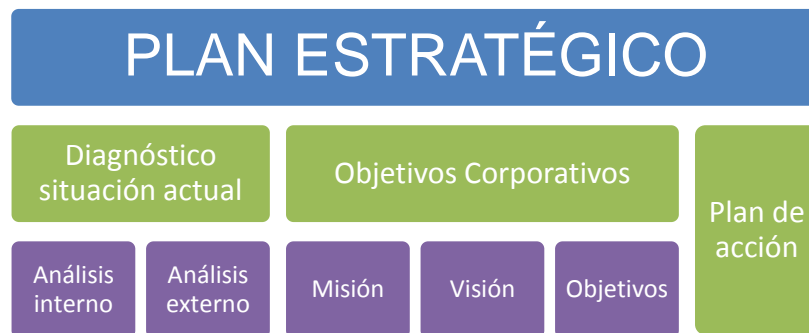 PLAN ESTRATÉGICO
Diagnóstico
situación actual
Objetivos Corporativos
Plan de
acción
Análisis
interno
Análisis
externo
Misión
Visión
Objetivos